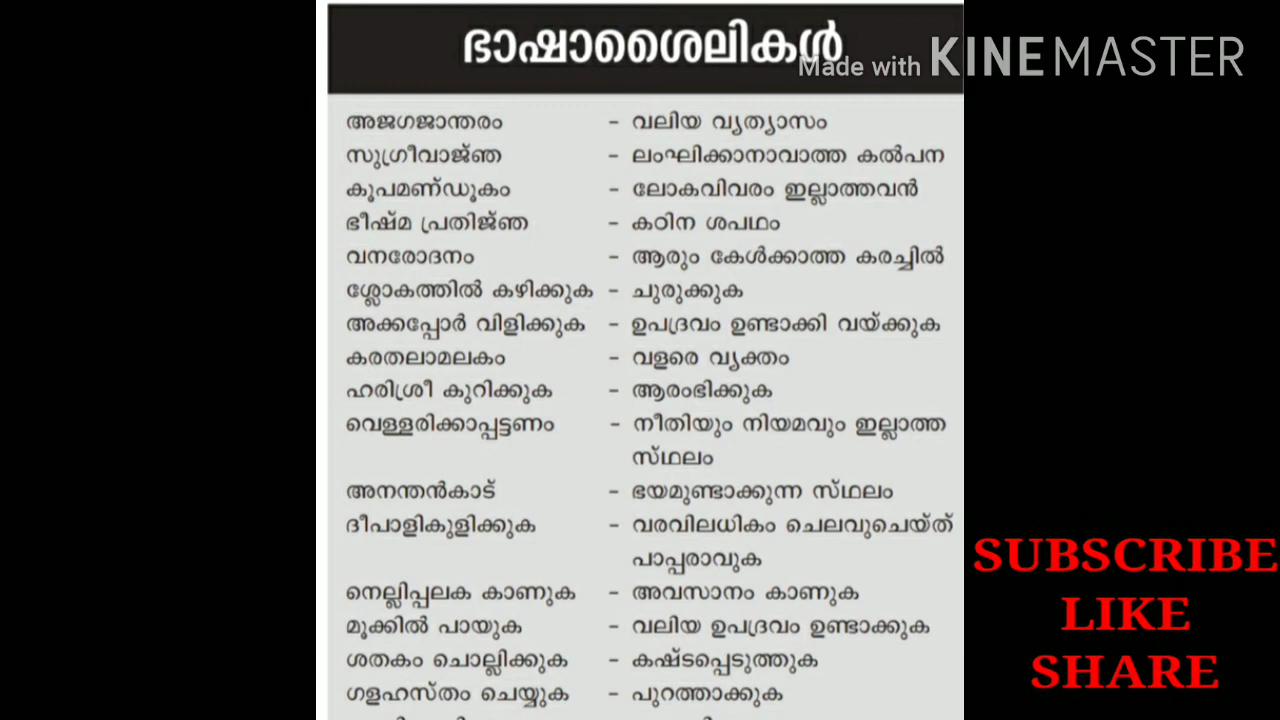 ഭാഷാശൈലികൾ
Made with KINEMASTER
അജഗജാന്തരം - വലിയ വ്യത്യാസം
സുഗ്രീവാജ്ഞ - ലംഘിക്കാനാവാത്ത കൽപന
കൂപമണ്ഡൂകം - ലോകവിവരം ഇല്ലാത്തവൻ
ഭീഷ്മ പ്രതിജ്ഞ - കഠിന ശപഥം
വനരോദനം - ആരും കേൾക്കാത്ത കരച്ചിൽ
ശ്ലോകത്തിൽ കഴിക്കുക - ചുരുക്കുക
അക്കപ്പോർ വിളിക്കുക - ഉപദ്രവം ഉണ്ടാക്കി വയ്ക്കുക
കരതലാമലകം - വളരെ വ്യക്തം
ഹരിശ്രീ കുറിക്കുക - ആരംഭിക്കുക
വെള്ളരിക്കാപ്പട്ടണം - നീതിയും നിയമവും ഇല്ലാത്ത
സ്ഥലം
അനന്തൻകാട് - ഭയമുണ്ടാക്കുന്ന സ്ഥലം
ദീപാളികുളിക്കുക - വരവിലധികം ചെലവുചെയ്ത്
പാപ്പരാവുക
നെല്ലിപ്പലക കാണുക - അവസാനം കാണുക
മൂക്കിൽ പായുക - വലിയ ഉപദ്രവം ഉണ്ടാക്കുക
ശതകം ചൊല്ലിക്കുക - കഷ്ടപ്പെടുത്തുക
ഗളഹസ്തം ചെയ്യുക - പുറത്താക്കുക
SUBSCRIBE
LIKE
SHARE